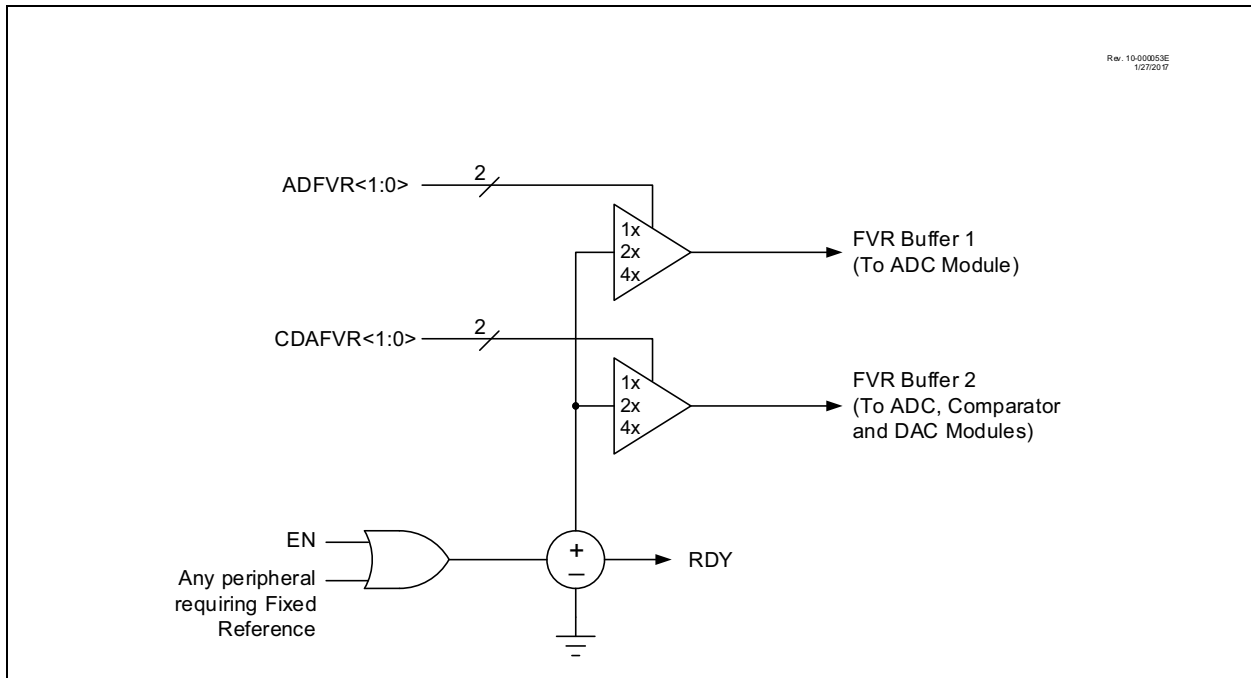 Rev. 10-000053E
1/27/2017
ADFVR<1:0>
2
1x
2x
4x
FVR Buffer 1
(To ADC Module)
CDAFVR<1:0>
2
1x
2x
4x
FVR Buffer 2
(To ADC, Comparator
and DAC Modules)
EN
Any peripheral
requiring Fixed
Reference
+
−
RDY